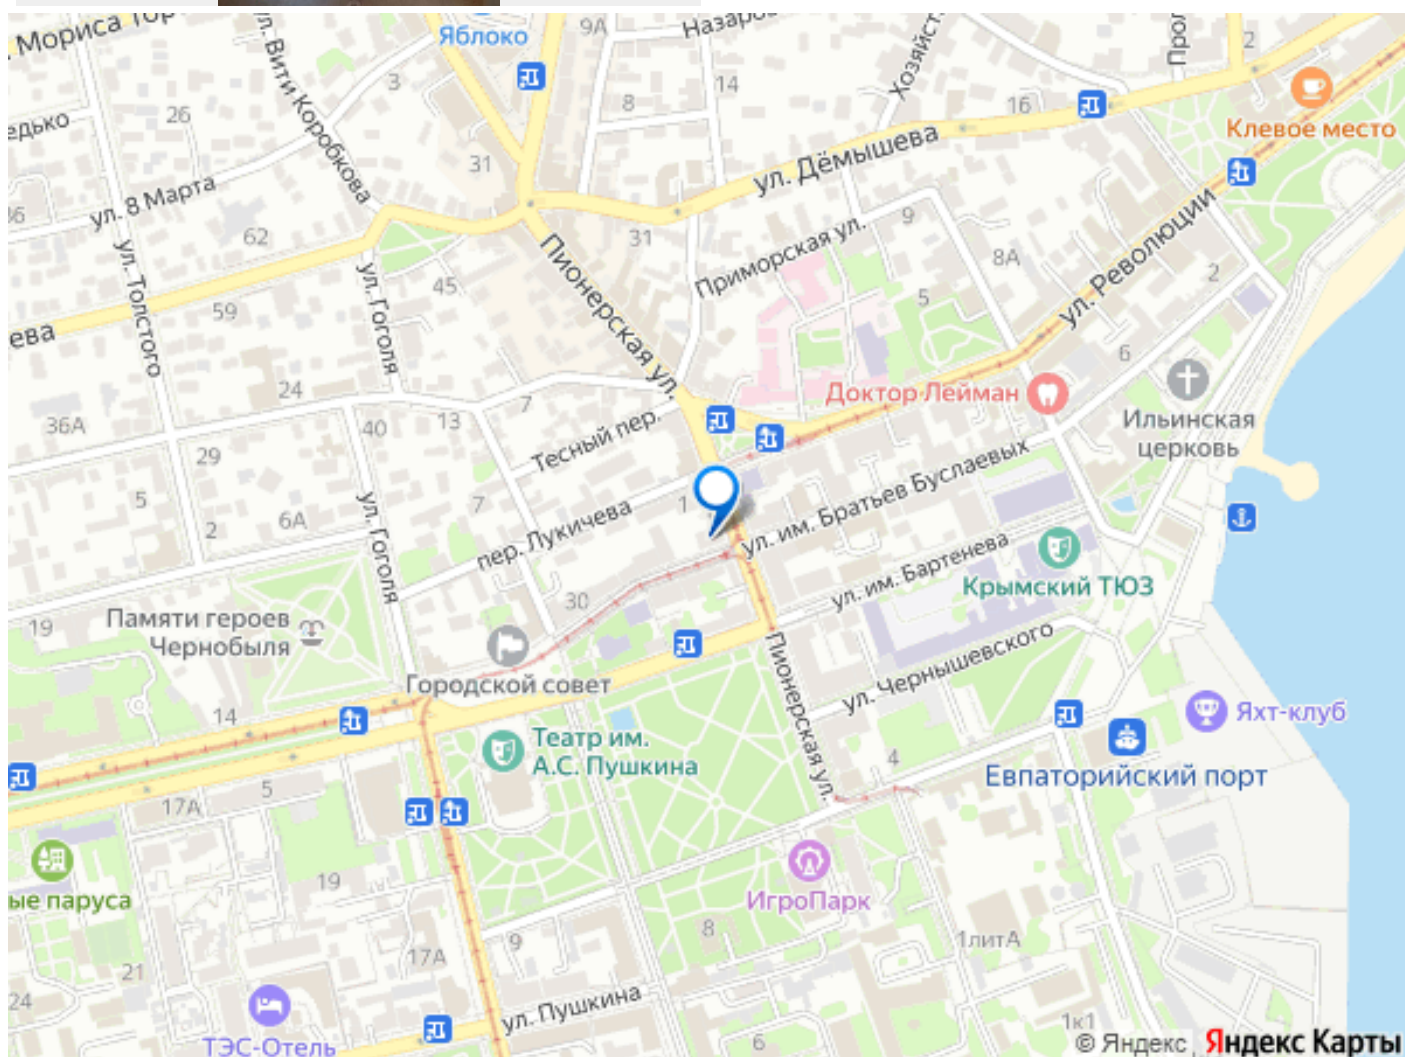 Яблоко
9А
Назаров
Хозяйст
Прол
2
Мориса Тор
ул. Вити Коробкова
3
14
8
16
Клевое место
26
едько
31
ул. Дёмышева
ул. 8 Марта
36
62
31
9
Приморская ул.
8А
2
ул. Революции
ул. Толстого
ул. Гоголя
45
Пионерская ул.
5
59
ева
6
24
7
Доктор Лейман
Ильинская
церковь
36А
40
13
Тесный пер.
29
5
2
6А
7
1
пер. Лукичева
ул. им. Братьев Буслаевых
ул. Гоголя
ул. им. Бартенева
Крымский ТЮЗ
30
19
Памяти героев
Чернобыля
Городской совет
ул. Чернышевского
14
Пионерская ул.
Яхт-клуб
Театр им.
А.С. Пушкина
4
Евпаторийский порт
5
17А
19
ые паруса
ИгроПарк
9
8
1литА
17А
21
24
ул. Пушкина
ТЭС-Отель
6
1к1
© Яндекс Яндекс Карты